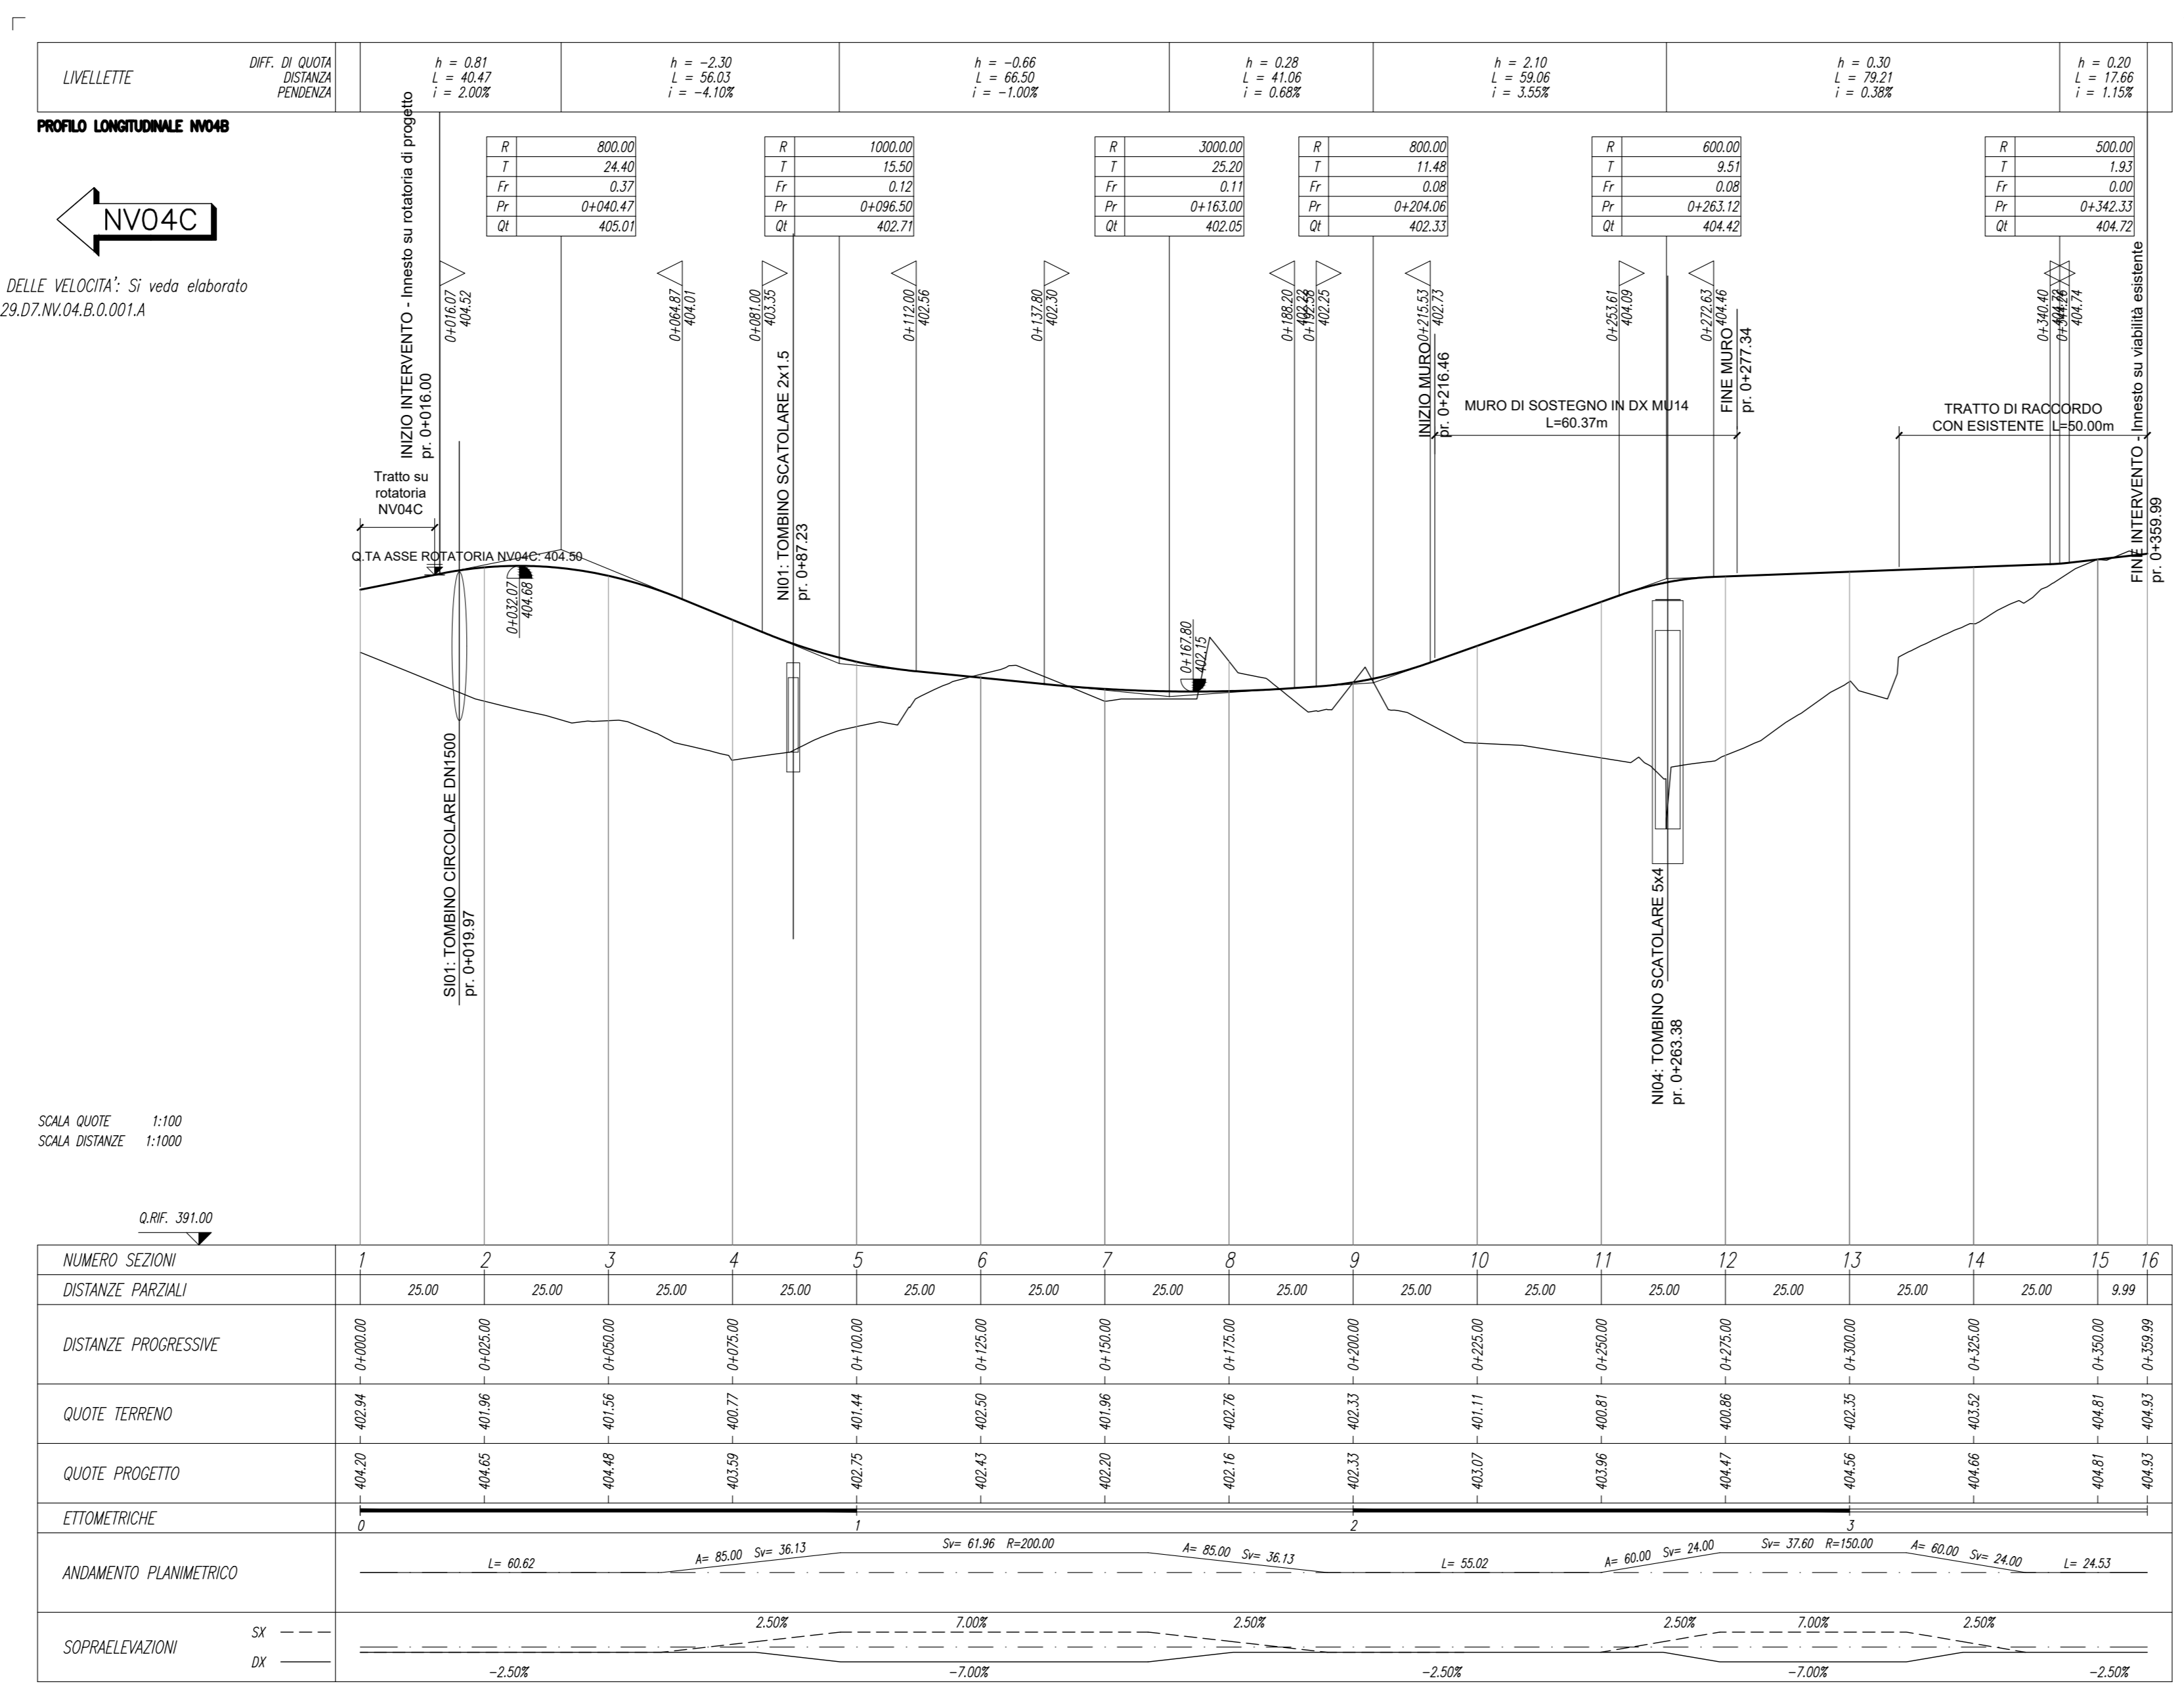 LIVELLETTE
DIFF. DI QUOTA
DISTANZA
PENDENZA
h = 0.81
L = 40.47
i = 2.00%
h = -2.30
L = 56.03
i = -4.10%
h = -0.66
L = 66.50
i = -1.00%
h = 0.28
L = 41.06
i = 0.68%
h = 2.10
L = 59.06
i = 3.55%
h = 0.30
L = 79.21
i = 0.38%
h = 0.20
L = 17.66
i = 1.15%
PROFILO LONGITUDINALE NV04B
NV04C
DELLE VELOCITA': Si veda elaborato
29.D7.NV.04.B.0.001.A
R 800.00
T 24.40
Fr 0.37
Pr 0+040.47
Qt 405.01
R 1000.00
T 15.50
Fr 0.12
Pr 0+096.50
Qt 402.71
R 3000.00
T 25.20
Fr 0.11
Pr 0+163.00
Qt 402.05
R 800.00
T 11.48
Fr 0.08
Pr 0+204.06
Qt 402.33
R 600.00
T 9.51
Fr 0.08
Pr 0+263.12
Qt 404.42
R 500.00
T 1.93
Fr 0.00
Pr 0+342.33
Qt 404.72
INIZIO INTERVENTO - Innesto su rotatoria di progetto
pr. 0+016.00
0+016.07
404.52
0+064.87
404.01
0+081.00
403.35
0+112.00
402.56
0+137.80
402.30
0+188.20
402.25
0+215.53
402.73
0+253.61
404.09
0+272.63
404.46
0+340.40
404.74
Tratto su
rotatoria
NV04C
Q.TA ASSE ROTATORIA NV04C: 404.50
0+032.07
404.68
SI01: TOMBINO CIRCOLARE DN1500
pr. 0+019.97
NI01: TOMBINO SCATOLARE 2x1.5
pr. 0+87.23
0+167.80
402.15
INIZIO MURO
pr. 0+216.46
MURO DI SOSTEGNO IN DX MU14
L=60.37m
FINE MURO
pr. 0+277.34
NI04: TOMBINO SCATOLARE 5x4
pr. 0+263.38
TRATTO DI RACCORDO
CON ESISTENTE L=50.00m
FINE INTERVENTO - Innesto su viabilità esistente
pr. 0+359.99
SCALA QUOTE 1:100
SCALA DISTANZE 1:1000
Q.RIF. 391.00
NUMERO SEZIONI 1 2 3 4 5 6 7 8 9 10 11 12 13 14 15 16
DISTANZE PARZIALI 25.00 25.00 25.00 25.00 25.00 25.00 25.00 25.00 25.00 25.00 25.00 25.00 25.00 25.00 9.99
DISTANZE PROGRESSIVE 0+000.00 0+025.00 0+050.00 0+075.00 0+100.00 0+125.00 0+150.00 0+175.00 0+200.00 0+225.00 0+250.00 0+275.00 0+300.00 0+325.00 0+350.00 0+359.99
QUOTE TERRENO 402.94 401.96 401.56 400.77 401.44 402.50 401.96 402.76 402.33 401.11 400.81 400.86 402.35 403.52 404.81 404.93
QUOTE PROGETTO 404.20 404.65 404.48 403.59 402.75 402.43 402.20 402.16 402.33 403.07 403.96 404.47 404.56 404.66 404.81 404.93
ETTOMETRICHE 0 1 2 3
ANDAMENTO PLANIMETRICO L= 60.62 A= 85.00 Sv= 36.13 Sv= 61.96 R=200.00 A= 85.00 Sv= 36.13 L= 55.02 A= 60.00 Sv= 24.00 Sv= 37.60 R=150.00 A= 60.00 Sv= 24.00 L= 24.53
SOPRAELEVAZIONI
SX 2.50% 7.00% 2.50% 2.50% 7.00% 2.50%
DX -2.50% -7.00% -2.50% -7.00% -2.50%